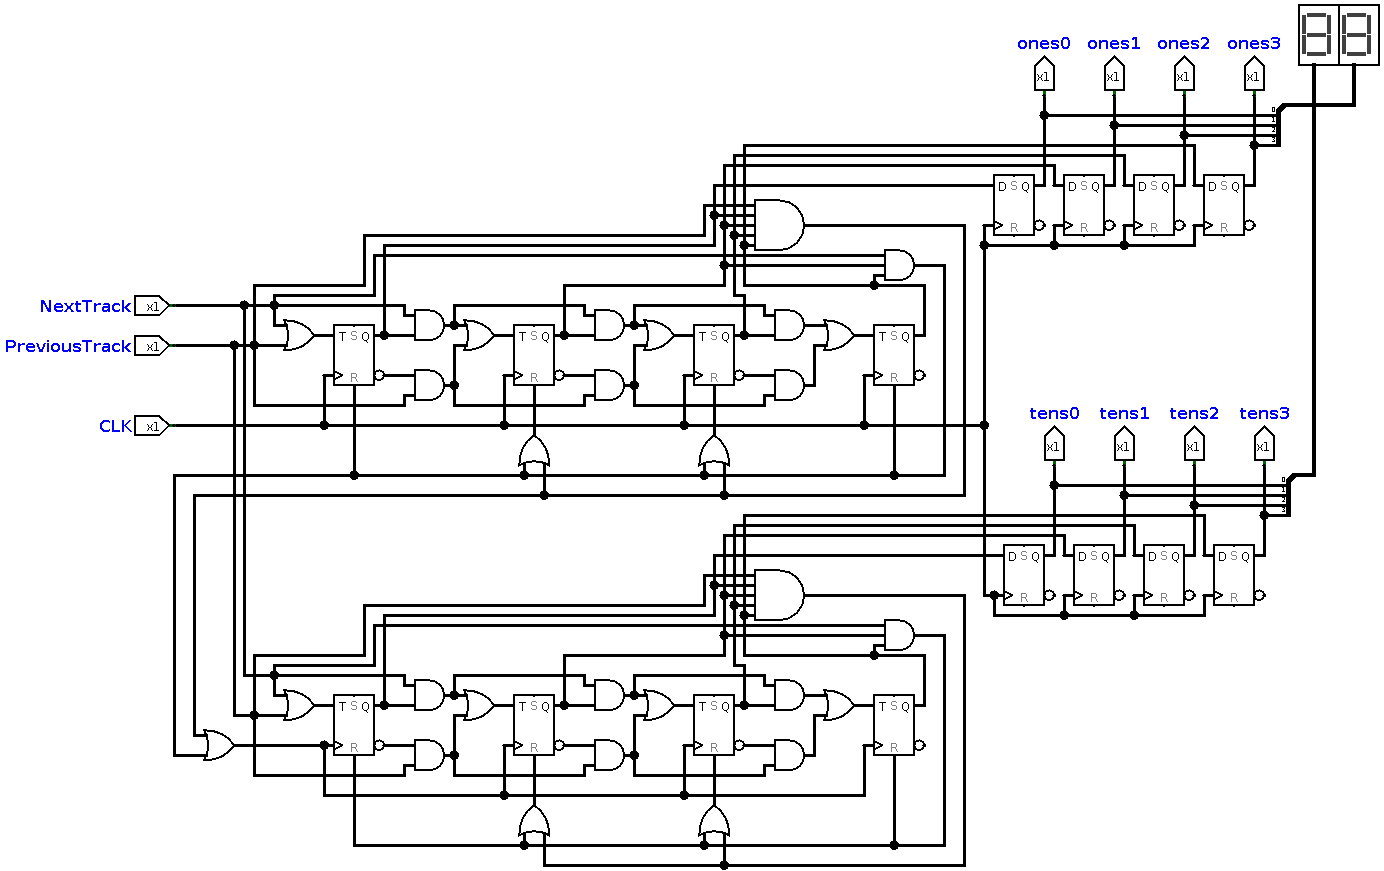 ones0 ones1 ones2 ones3
x1 x1 x1 x1
0
1
2
3
D S Q D S Q D S Q D S Q
R R R R
NextTrack x1
T S Q T S Q T S Q T S Q
PreviousTrack x1
R R R R
CLK x1
tens0 tens1 tens2 tens3
x1 x1 x1 x1
0
1
2
3
D S Q D S Q D S Q D S Q
R R R R
T S Q T S Q T S Q T S Q
R R R R